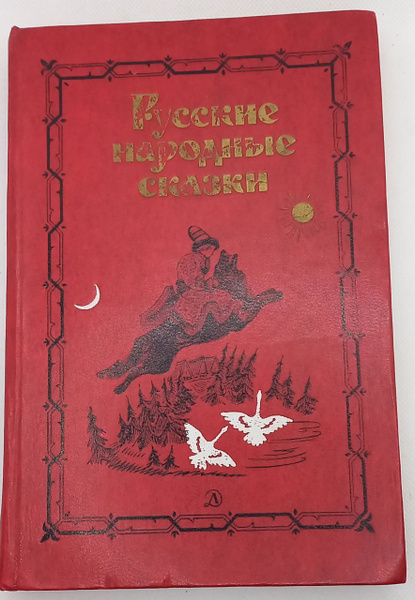 Русские
народные
сказки
Д